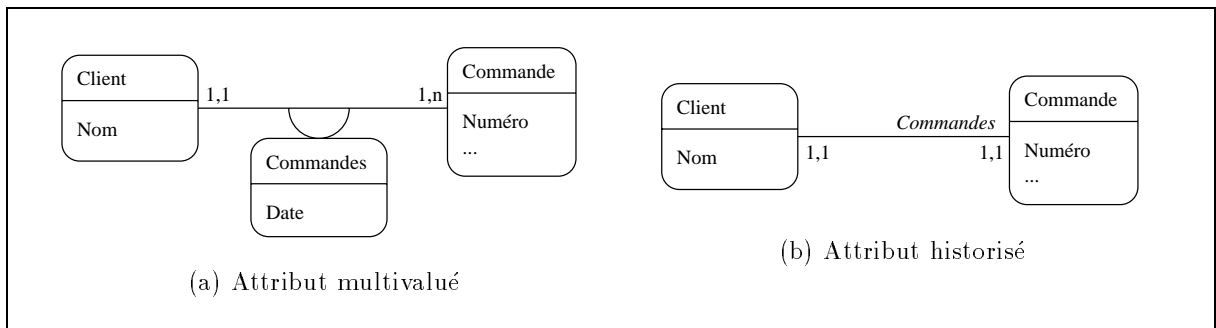 Client
Nom
1,1
1,n
Commande
Numéro
...
Commandes
Date
(a) Attribut multivalué
Client
Nom
1,1
Commandes
1,1
Commande
Numéro
...
(b) Attribut historisé